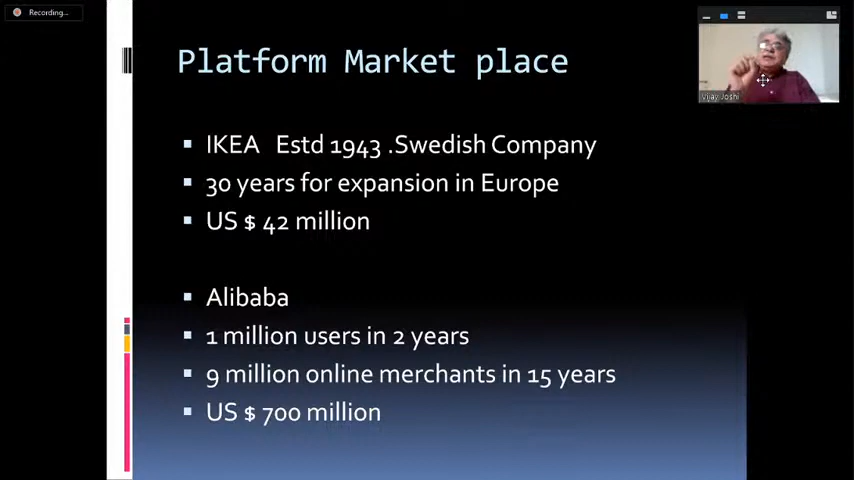 Recording...
Platform Market place
Vijay Joshi
IKEA Estd 1943 .Swedish Company
30 years for expansion in Europe
US $ 42 million
Alibaba
1 million users in 2 years
9 million online merchants in 15 years
US $ 700 million